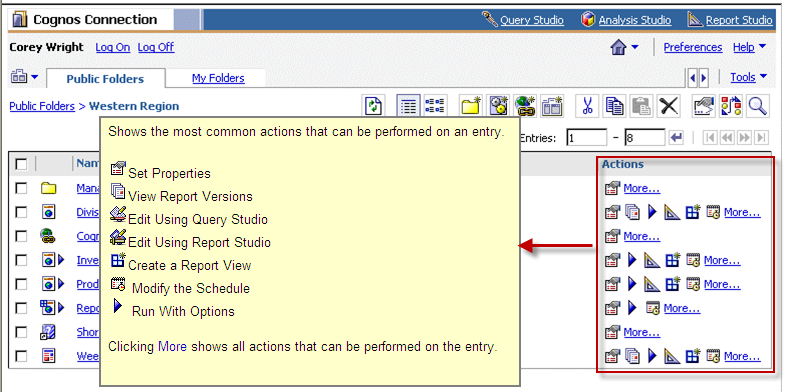 Cognos Connection
Query Studio Analysis Studio Report Studio
Corey Wright Log On Log Off
Preferences Help
Public Folders My Folders
Tools
Public Folders > Western Region
Entries: 1 - 8
Shows the most common actions that can be performed on an entry.
Set Properties
View Report Versions
Edit Using Query Studio
Edit Using Report Studio
Create a Report View
Modify the Schedule
Run With Options
Clicking More shows all actions that can be performed on the entry.
Nam
Mana
Divis
Cogn
Inve
Prod
Repo
Shor
Wee
Actions
More...
More...
More...
More...
More...
More...
More...
More...